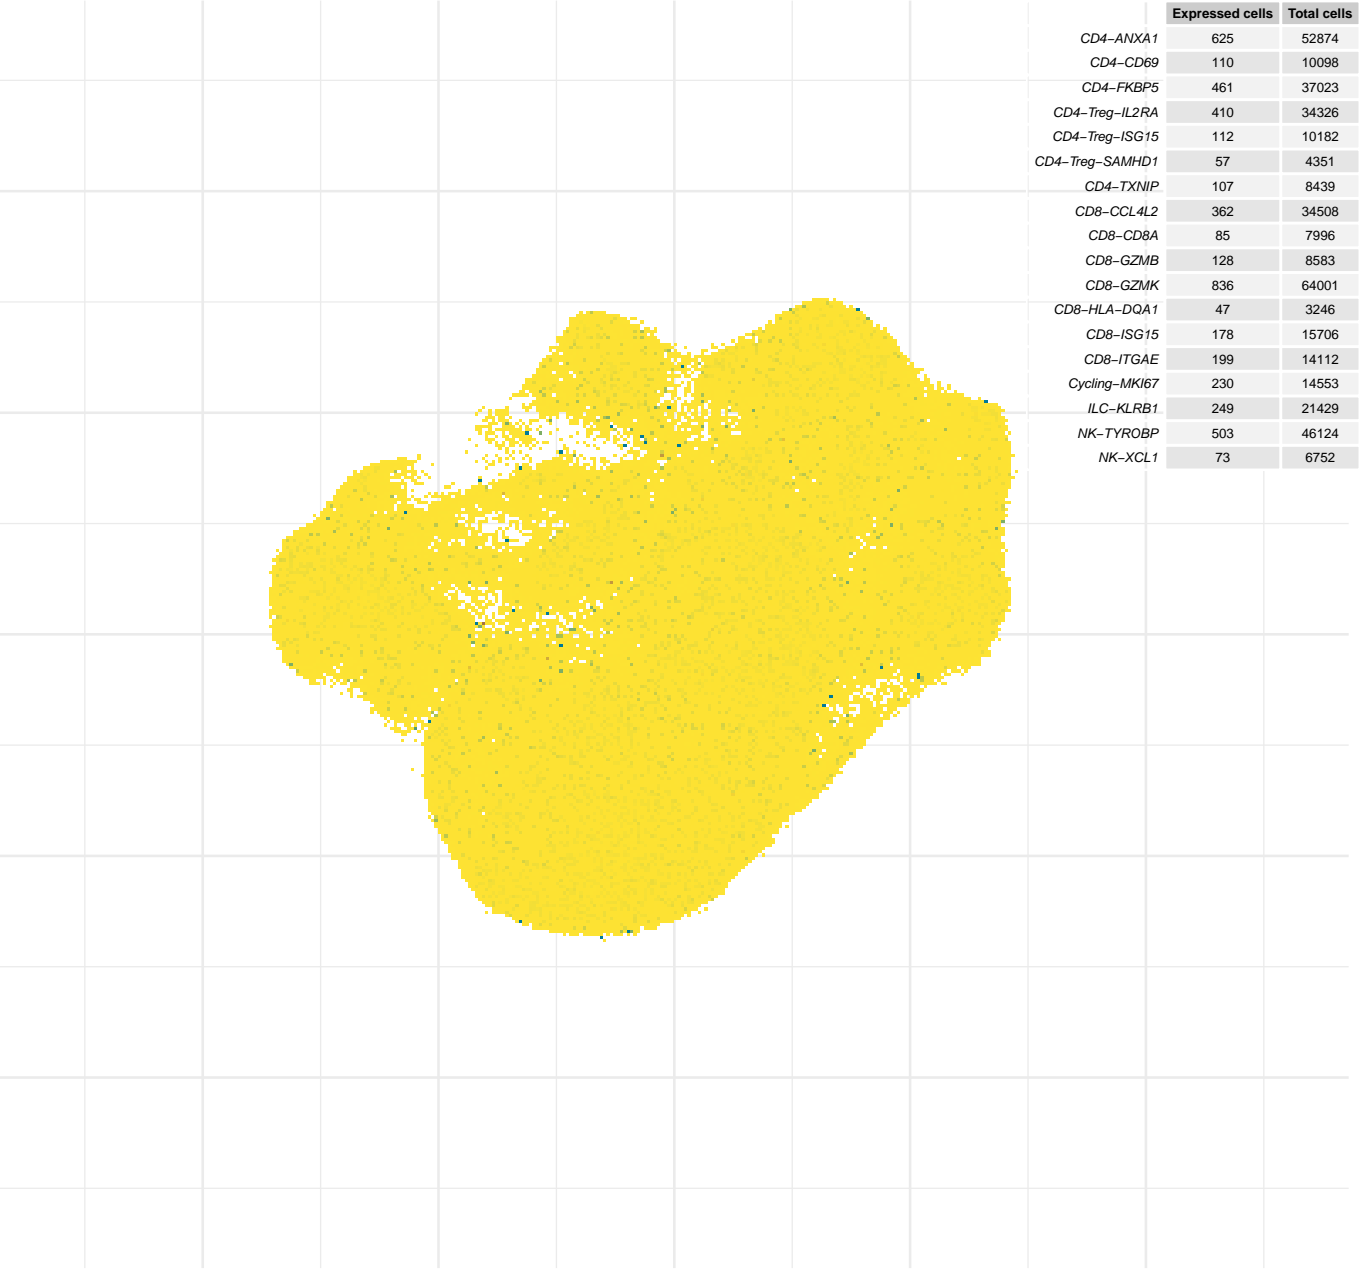 Expressed cells Total cells
CD4−ANXA1 625 52874
CD4−CD69 110 10098
CD4−FKBP5 461 37023
CD4−Treg−IL2RA 410 34326
CD4−Treg−ISG15 112 10182
CD4−Treg−SAMHD1 57 4351
CD4−TXNIP 107 8439
CD8−CCL4L2 362 34508
CD8−CD8A 85 7996
CD8−GZMB 128 8583
CD8−GZMK 836 64001
CD8−HLA−DQA1 47 3246
CD8−ISG15 178 15706
CD8−ITGAE 199 14112
Cycling−MKI67 230 14553
ILC−KLRB1 249 21429
NK−TYROBP 503 46124
NK−XCL1 73 6752